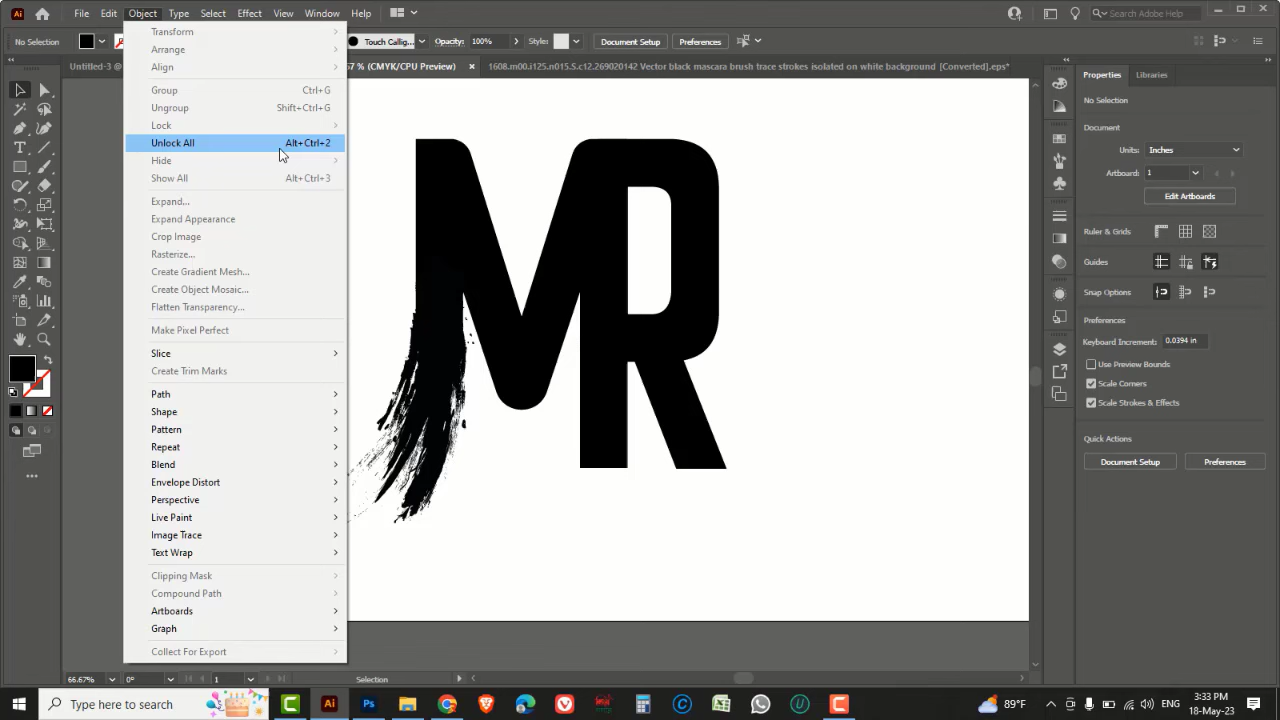 Ai File Edit Object Type Select Effect View Window Help Search Adobe Help
No Selection Touch Callig... Opacity: 100% Style: Document Setup Preferences
Untitled-3 @ 7 % (CMYK/CPU Preview) × 1608.m00.i125.n015.S.c12.269020142 Vector black mascara brush trace strokes isolated on white background [Converted].eps*
Transform
Arrange
Align
Group Ctrl+G
Ungroup Shift+Ctrl+G
Lock
Unlock All Alt+Ctrl+2
Hide
Show All Alt+Ctrl+3
Expand...
Expand Appearance
Crop Image
Rasterize...
Create Gradient Mesh...
Create Object Mosaic...
Flatten Transparency...
Make Pixel Perfect
Slice
Create Trim Marks
Path
Shape
Pattern
Repeat
Blend
Envelope Distort
Perspective
Live Paint
Image Trace
Text Wrap
Clipping Mask
Compound Path
Artboards
Graph
Collect For Export
MR
Properties Libraries
No Selection
Document
Units: Inches
Artboard: 1
Edit Artboards
Ruler & Grids
Guides
Snap Options
Preferences
Keyboard Increment: 0.0394 in
Use Preview Bounds
Scale Corners
Scale Strokes & Effects
Quick Actions
Document Setup Preferences
66.67% 0° 1 Selection
Type here to search Ai Ps 89°F ENG 3:33 PM
18-May-23